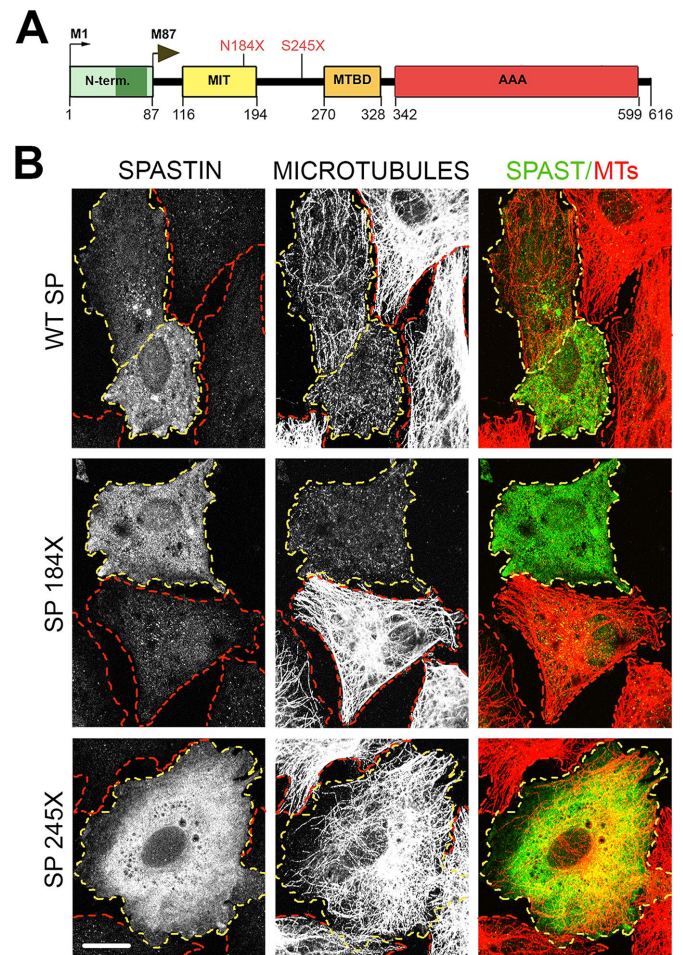 A
M1
M87
N184X
S245X
N-term.
MIT
MTBD
AAA
1
87
116
194
270
328
342
599
616
B
SPASTIN
MICROTUBULES
SPAST/MTs
WT SP
SP 184X
SP 245X